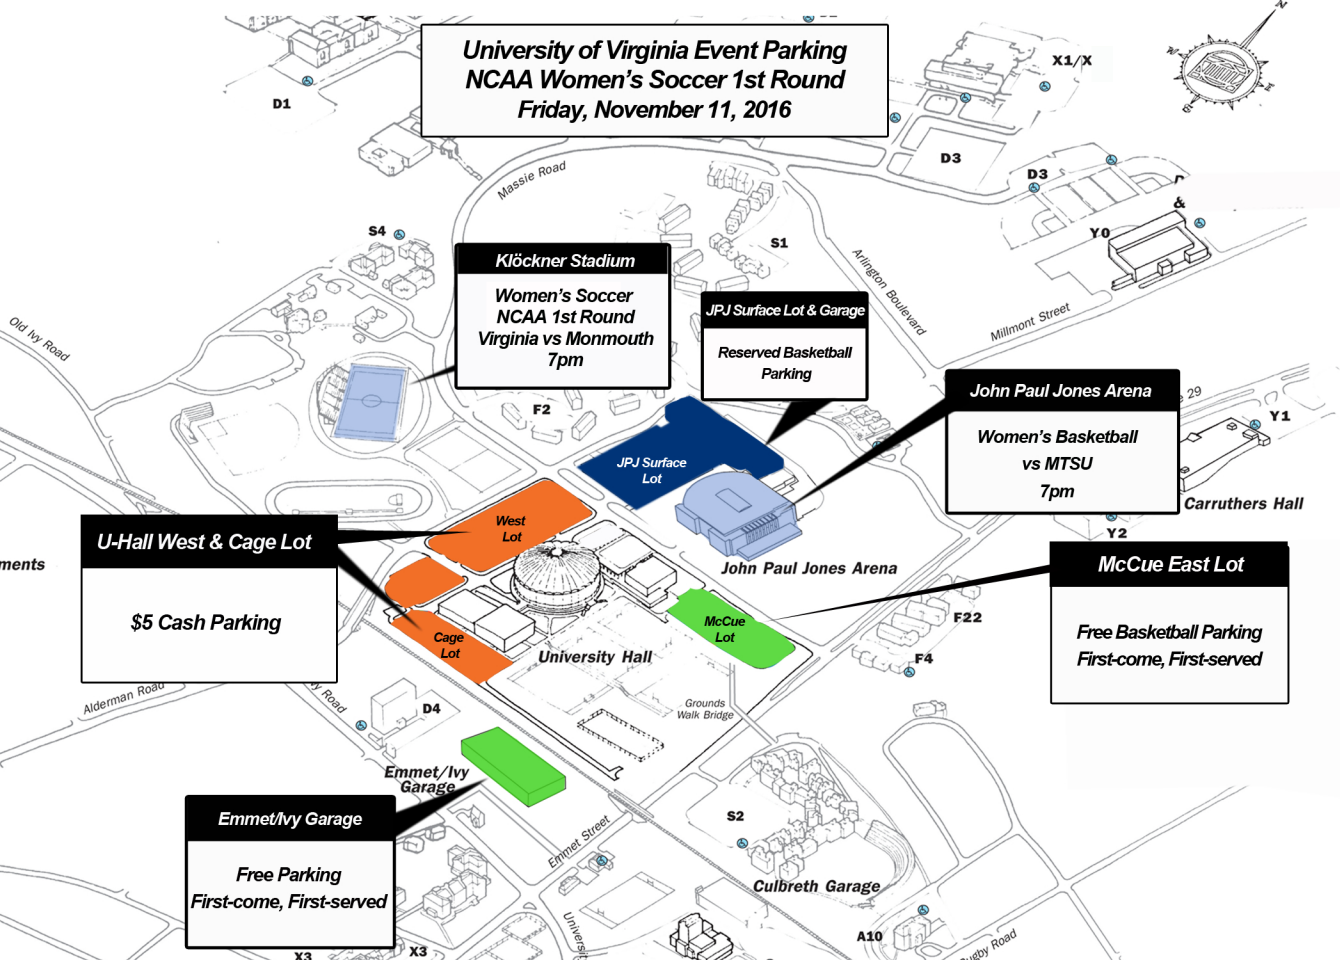 University of Virginia Event Parking
NCAA Women's Soccer 1st Round
Friday, November 11, 2016
N
W
E
S
D1
X1/X
D3
D3
&
Y0
Massie Road
S4
S1
Arlington Boulevard
Millmont Street
Old Ivy Road
Klöckner Stadium
Women's Soccer
NCAA 1st Round
Virginia vs Monmouth
7pm
JPJ Surface Lot & Garage
Reserved Basketball
Parking
John Paul Jones Arena
Women's Basketball
vs MTSU
7pm
29
Y1
F2
JPJ Surface
Lot
Carruthers Hall
Y2
West
Lot
U-Hall West & Cage Lot
$5 Cash Parking
ments
John Paul Jones Arena
McCue East Lot
Free Basketball Parking
First-come, First-served
McCue
Lot
Cage
Lot
University Hall
F22
F4
Alderman Road
vy Road
D4
Grounds
Walk Bridge
Emmet/Ivy
Garage
Emmet/Ivy Garage
Free Parking
First-come, First-served
Emmet Street
S2
Culbreth Garage
A10
Rugby Road
Universi
X3
X3